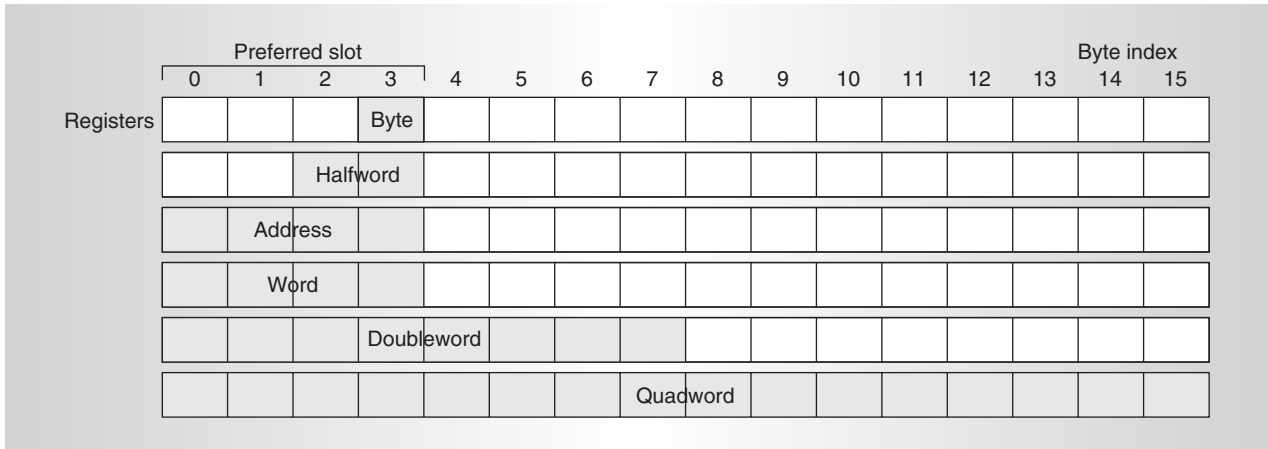 Preferred slot Byte index
0 1 2 3 4 5 6 7 8 9 10 11 12 13 14 15
Registers Byte
Halfword
Address
Word
Doubleword
Quadword